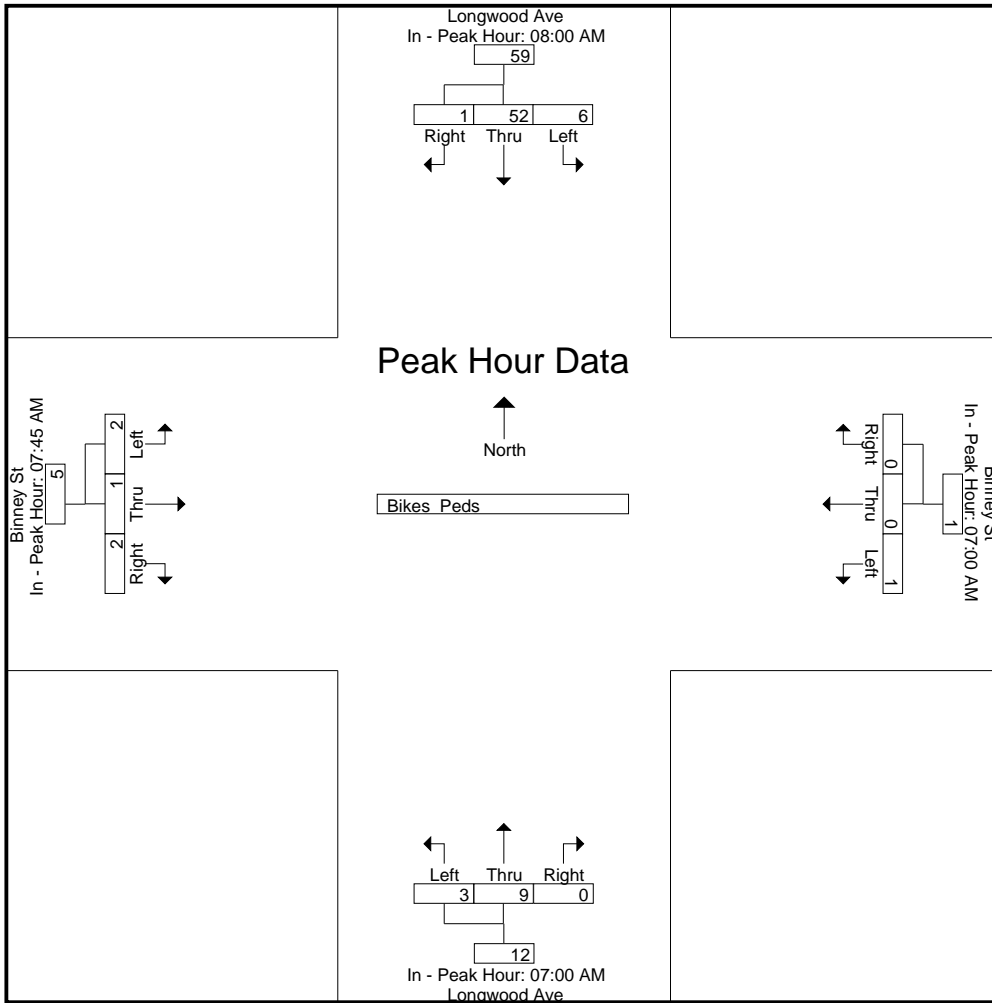 Longwood Ave
In - Peak Hour: 08:00 AM
59
1 52 6
Right Thru Left
Peak Hour Data
North
Bikes Peds
Binney St
In - Peak Hour: 07:45 AM
5
2 1 2
Left Thru Right
Binney St
In - Peak Hour: 07:00 AM
1
0 0 1
Right Thru Left
Left Thru Right
3 9 0
12
In - Peak Hour: 07:00 AM
Longwood Ave